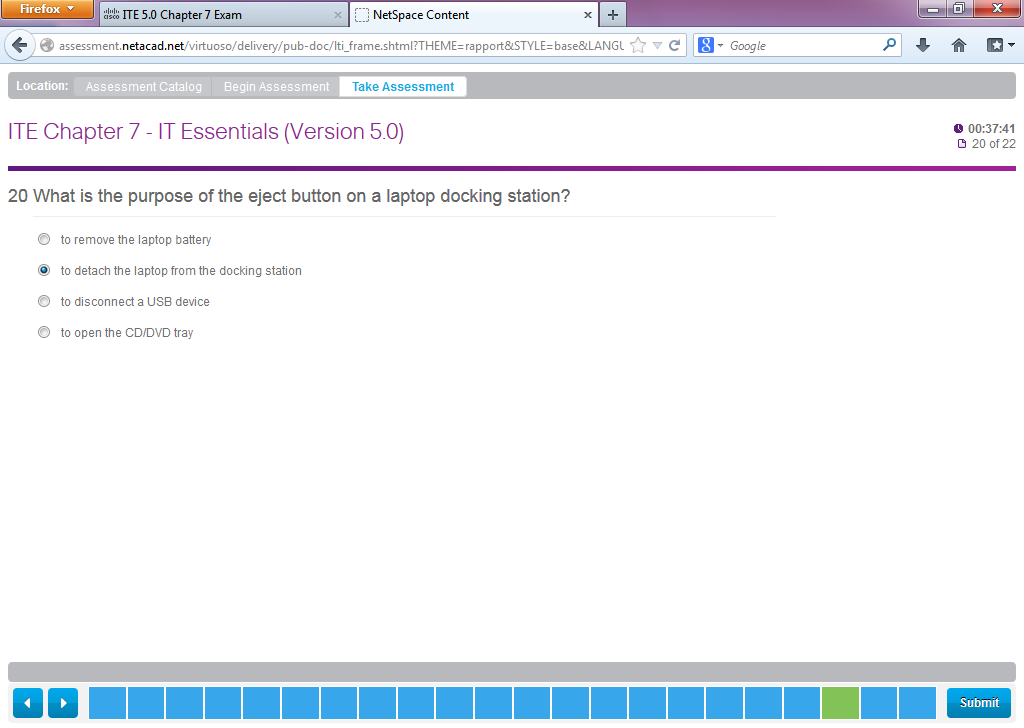 Firefox
cisco ITE 5.0 Chapter 7 Exam
NetSpace Content
assessment.netacad.net/virtuoso/delivery/pub-doc/lti_frame.shtml?THEME=rapport&STYLE=base&LANGU
8 Google
Location: Assessment Catalog Begin Assessment Take Assessment
ITE Chapter 7 - IT Essentials (Version 5.0)
00:37:41
20 of 22
20 What is the purpose of the eject button on a laptop docking station?
to remove the laptop battery
to detach the laptop from the docking station
to disconnect a USB device
to open the CD/DVD tray
Submit